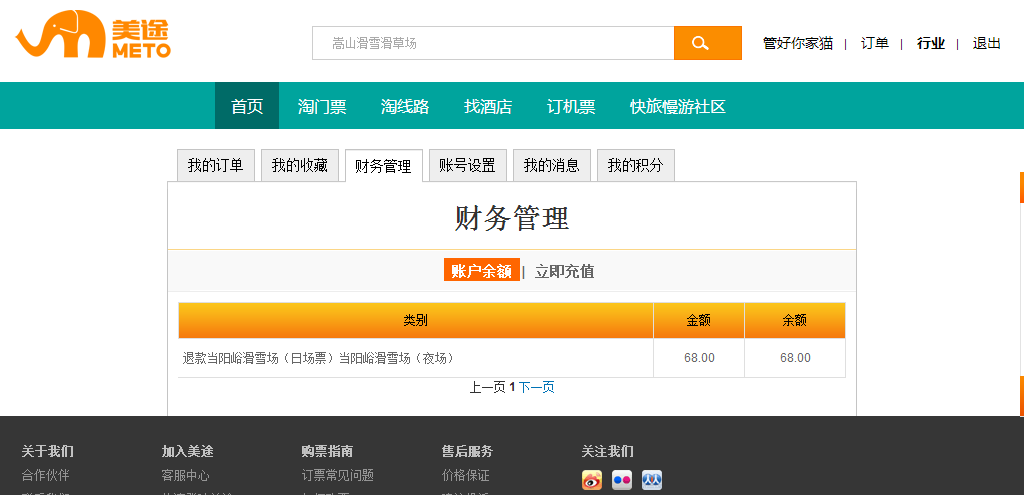 美途
METO
嵩山滑雪滑草场
管好你家猫 | 订单 | 行业 | 退出
首页 淘门票 淘线路 找酒店 订机票 快旅慢游社区
我的订单 我的收藏 财务管理 账号设置 我的消息 我的积分
财务管理
账户余额 | 立即充值
类别 金额 余额
退款当阳峪滑雪场（日场票）当阳峪滑雪场（夜场） 68.00 68.00
上一页 1 下一页
关于我们 加入美途 购票指南 售后服务 关注我们
合作伙伴 客服中心 订票常见问题 价格保证